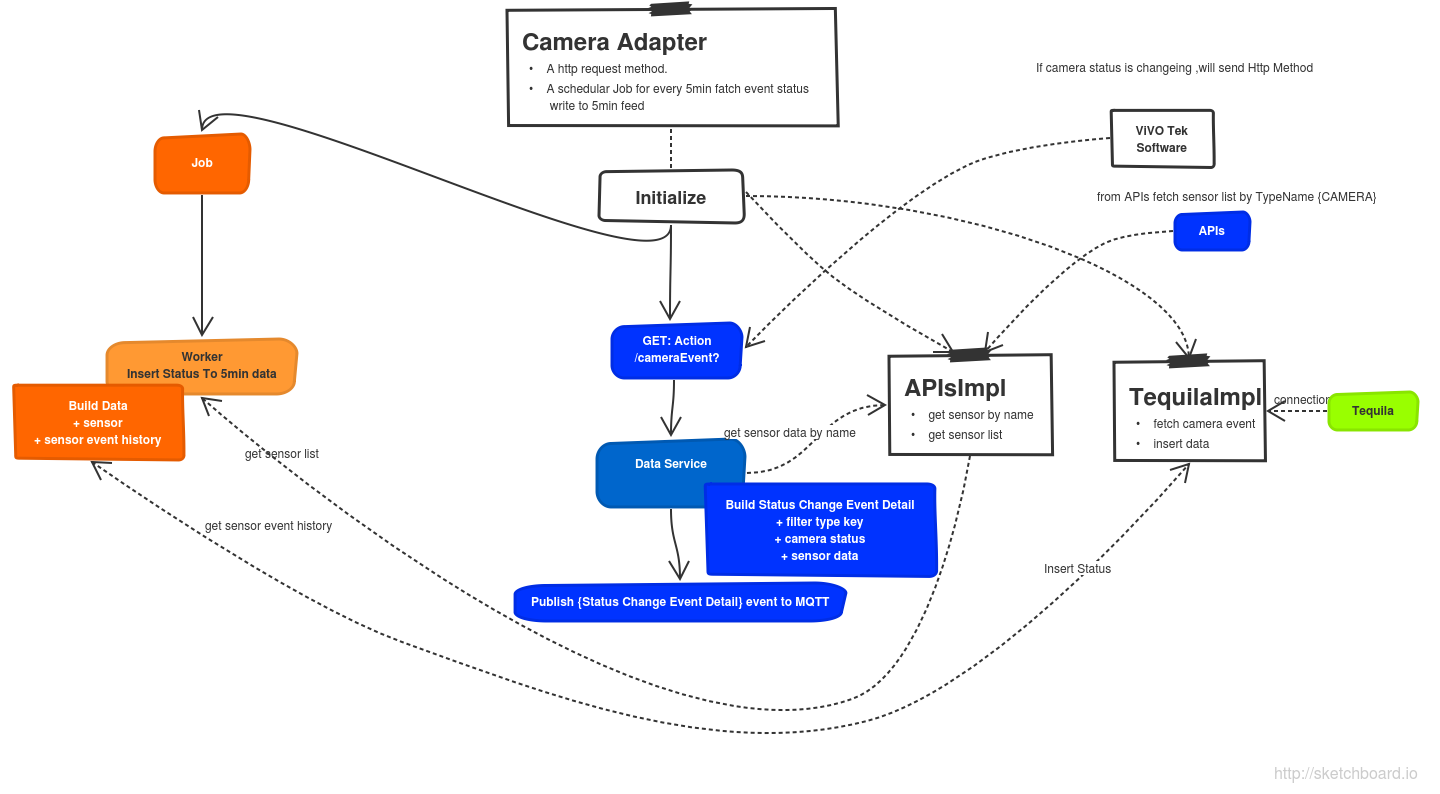 Camera Adapter
• A http request method.
• A schedular Job for every 5min fatch event status
write to 5min feed
If camera status is changeing ,will send Http Method
ViVO Tek
Software
Job
Initialize
from APIs fetch sensor list by TypeName {CAMERA}
APIs
GET: Action
/cameraEvent?
Worker
Insert Status To 5min data
Build Data
+ sensor
+ sensor event history
APIsImpl
• get sensor by name
• get sensor list
TequilaImpl
• fetch camera event
• insert data
connection
Tequila
get sensor data by name
get sensor list
Data Service
Build Status Change Event Detail
+ filter type key
+ camera status
+ sensor data
get sensor event history
Insert Status
Publish {Status Change Event Detail} event to MQTT
http://sketchboard.io